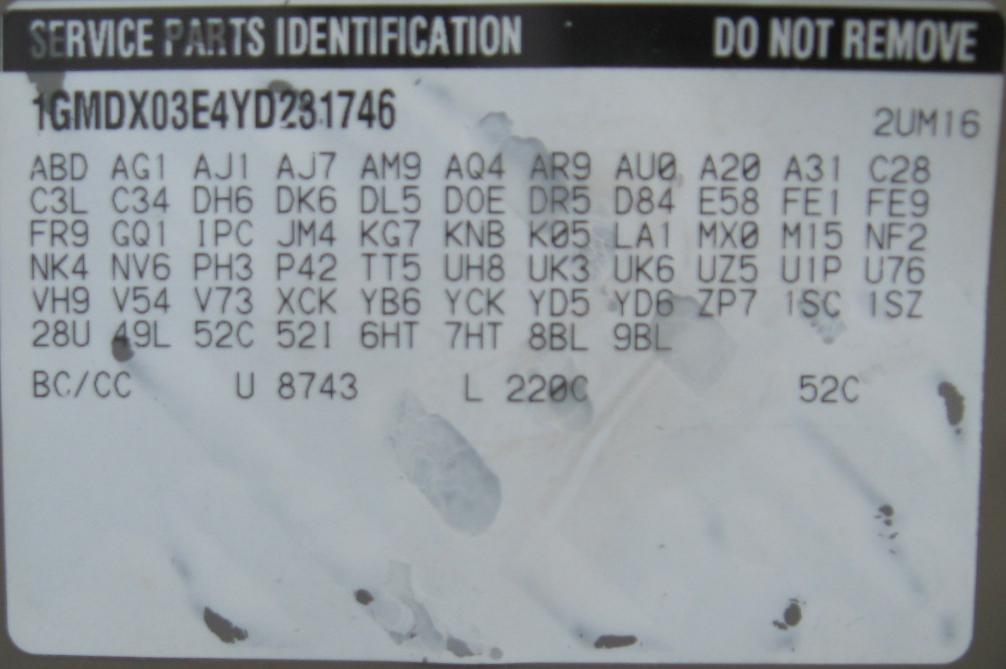 SERVICE PARTS IDENTIFICATION DO NOT REMOVE
1GMDX03E4YD231746 2UM16
ABD AG1 AJ1 AJ7 AM9 AQ4 AR9 AU0 A20 A31 C28
C3L C34 DH6 DK6 DL5 DOE DR5 D84 E58 FE1 FE9
FR9 GQ1 IPC JM4 KG7 KNB K05 LA1 MX0 M15 NF2
NK4 NV6 PH3 P42 TT5 UH8 UK3 UK6 UZ5 U1P U76
VH9 V54 V73 XCK YB6 YCK YD5 YD6 ZP7 1SC 1SZ
28U 49L 52C 52I 6HT 7HT 8BL 9BL
BC/CC U 8743 L 220C 52C